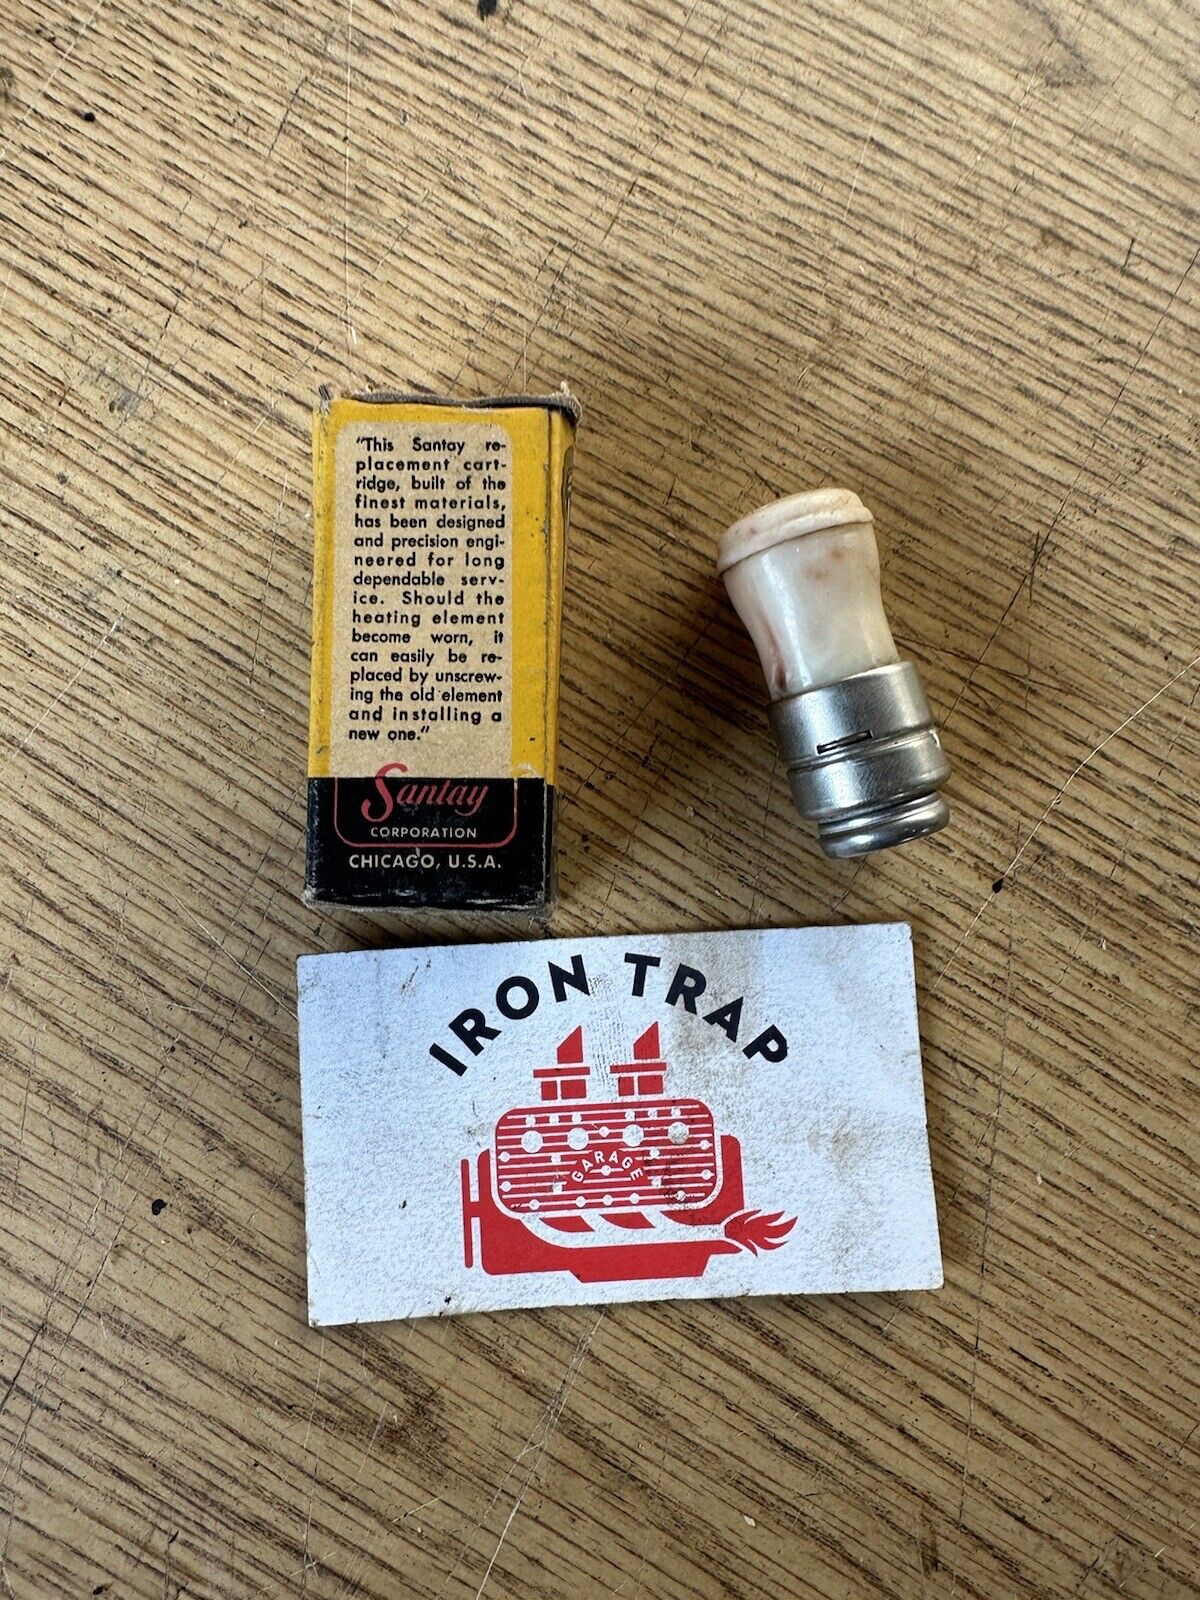 "This Santay re-
placement cart-
ridge, built of the
finest materials,
has been designed
and precision engi-
neered for long
dependable serv-
ice. Should the
heating element
become worn, it
can easily be re-
placed by unscrew-
ing the old element
and installing a
new one."
Santay
CORPORATION
CHICAGO, U.S.A.
IRON TRAP
GARAGE